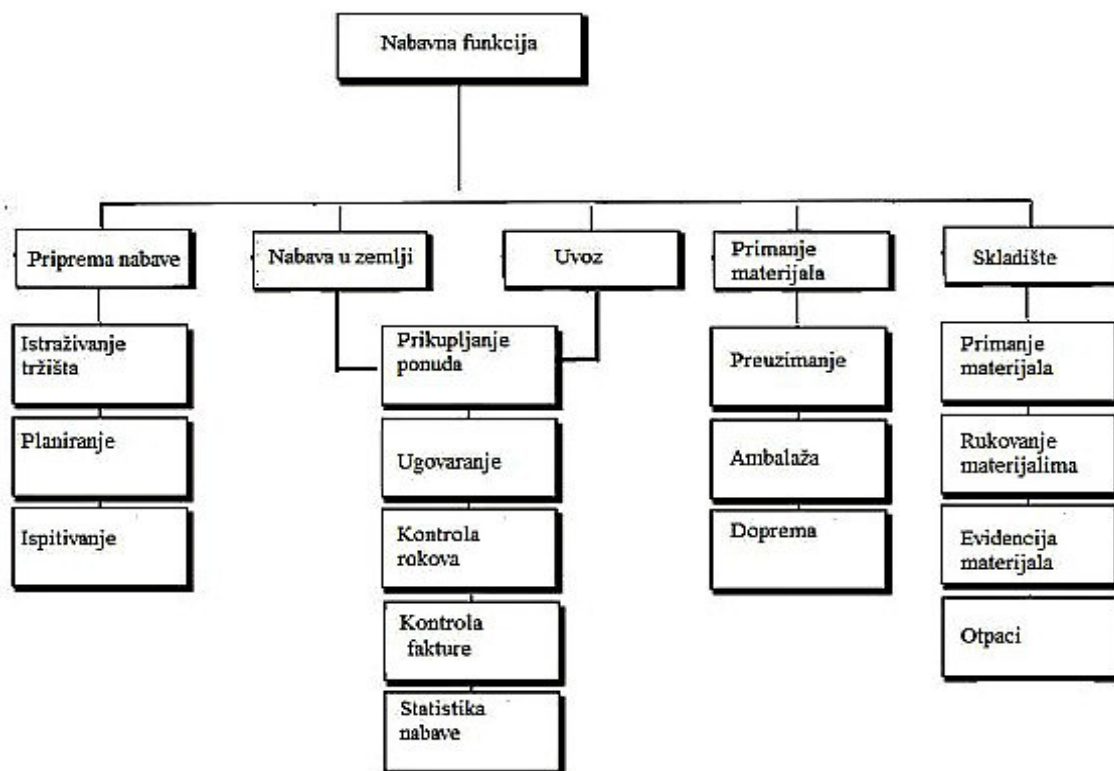 Nabavna funkcija
Priprema nabave
Nabava u zemlji
Uvoz
Primanje
materijala
Skladište
Istraživanje
tržišta
Planiranje
Ispitivanje
Prikupljanje
ponuda
Ugovaranje
Kontrola
rokova
Kontrola
fakture
Statistika
nabave
Preuzimanje
Ambalaža
Doprema
Primanje
materijala
Rukovanje
materijalima
Evidencija
materijala
Otpaci